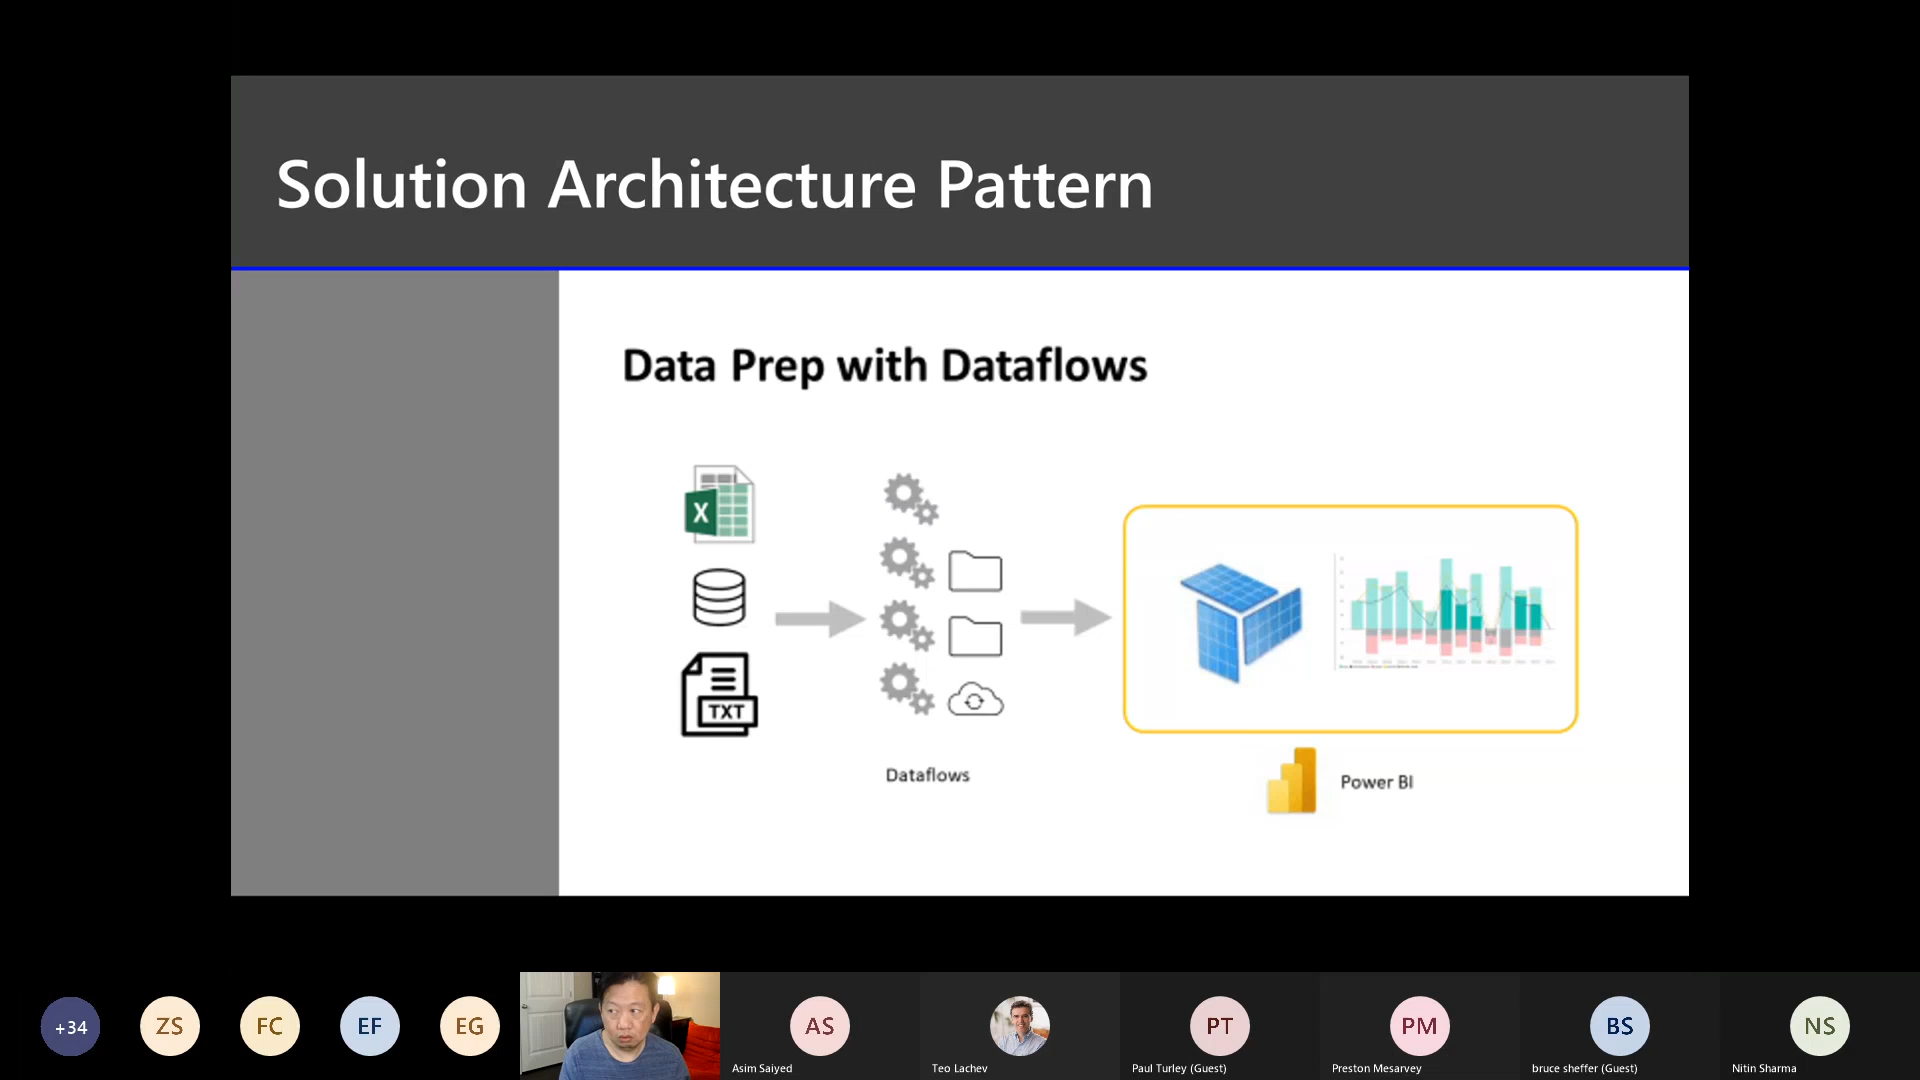 Solution Architecture Pattern
Data Prep with Dataflows
X
TXT
Dataflows
Power BI
+34
ZS
FC
EF
EG
AS
PT
PM
BS
NS
Asim Saiyed
Teo Lachev
Paul Turley (Guest)
Preston Mesarvey
bruce sheffer (Guest)
Nitin Sharma